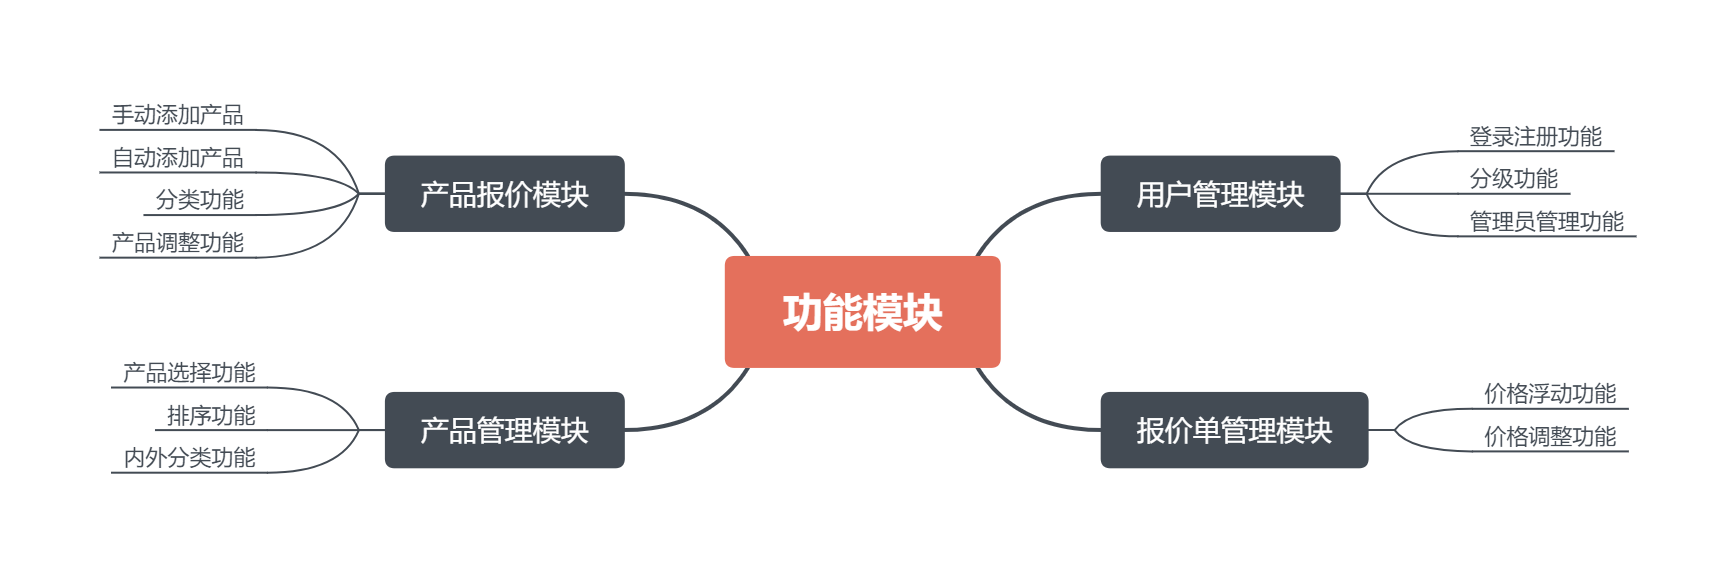 手动添加产品
自动添加产品
分类功能
产品调整功能
产品报价模块
产品选择功能
排序功能
内外分类功能
产品管理模块
功能模块
用户管理模块
登录注册功能
分级功能
管理员管理功能
报价单管理模块
价格浮动功能
价格调整功能